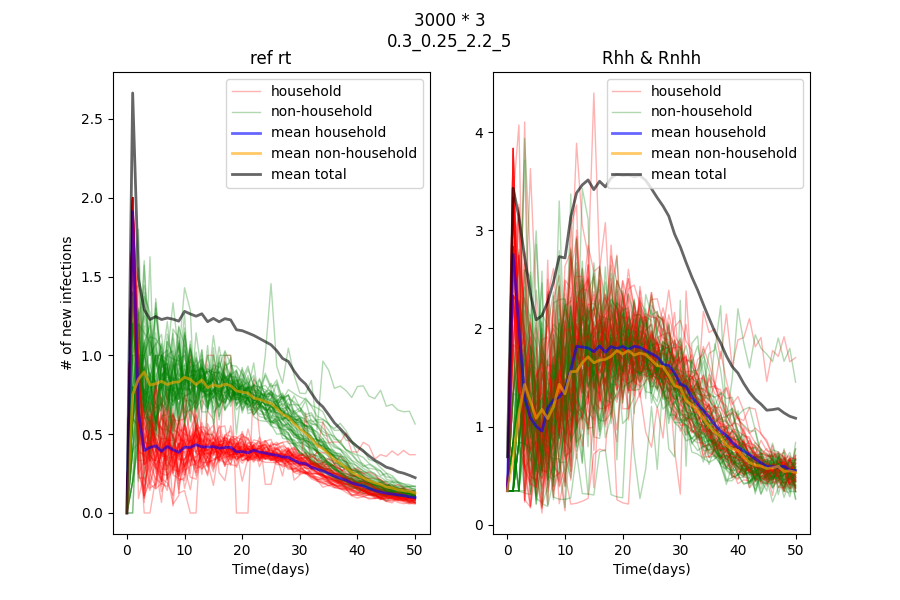 3000 * 3
0.3_0.25_2.2_5
ref rt
household
non-household
mean household
mean non-household
mean total
2.5
2.0
1.5
1.0
0.5
0.0
# of new infections
0
10
20
30
40
50
Time(days)
Rhh & Rnhh
household
non-household
mean household
mean non-household
mean total
4
3
2
1
0
0
10
20
30
40
50
Time(days)